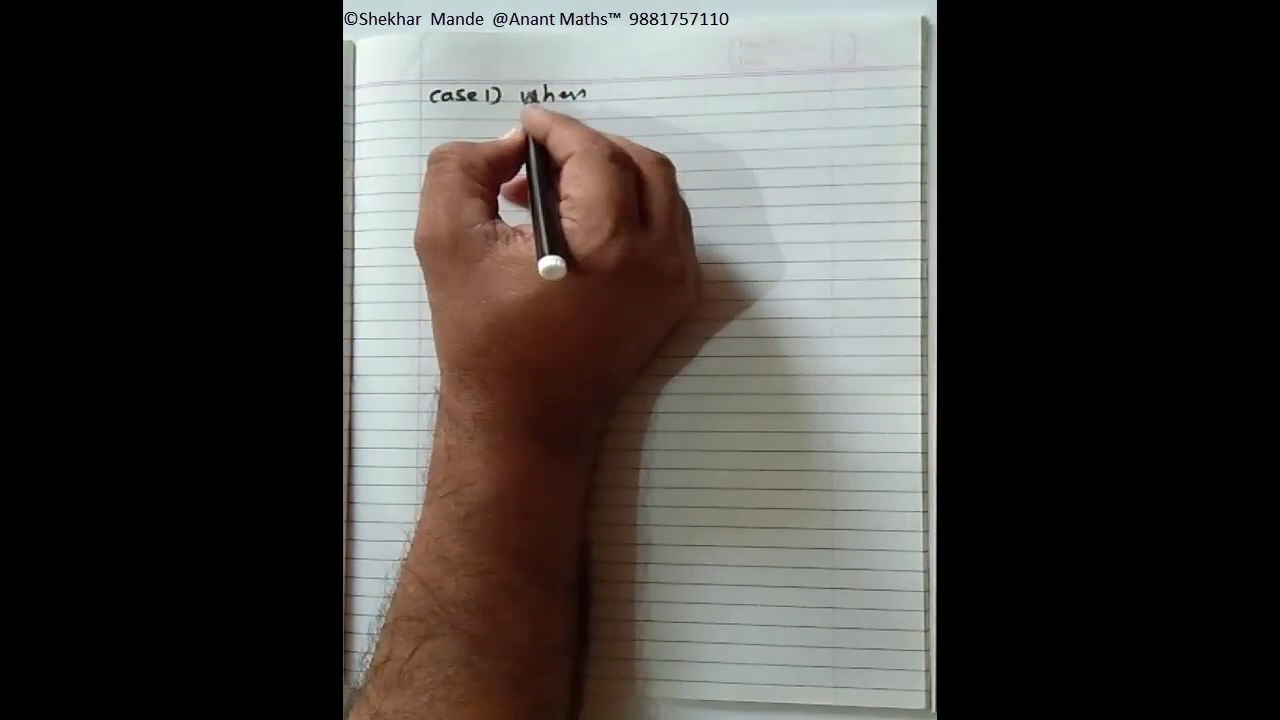 ©Shekhar Mande @Anant Maths™ 9881757110
case 1) when